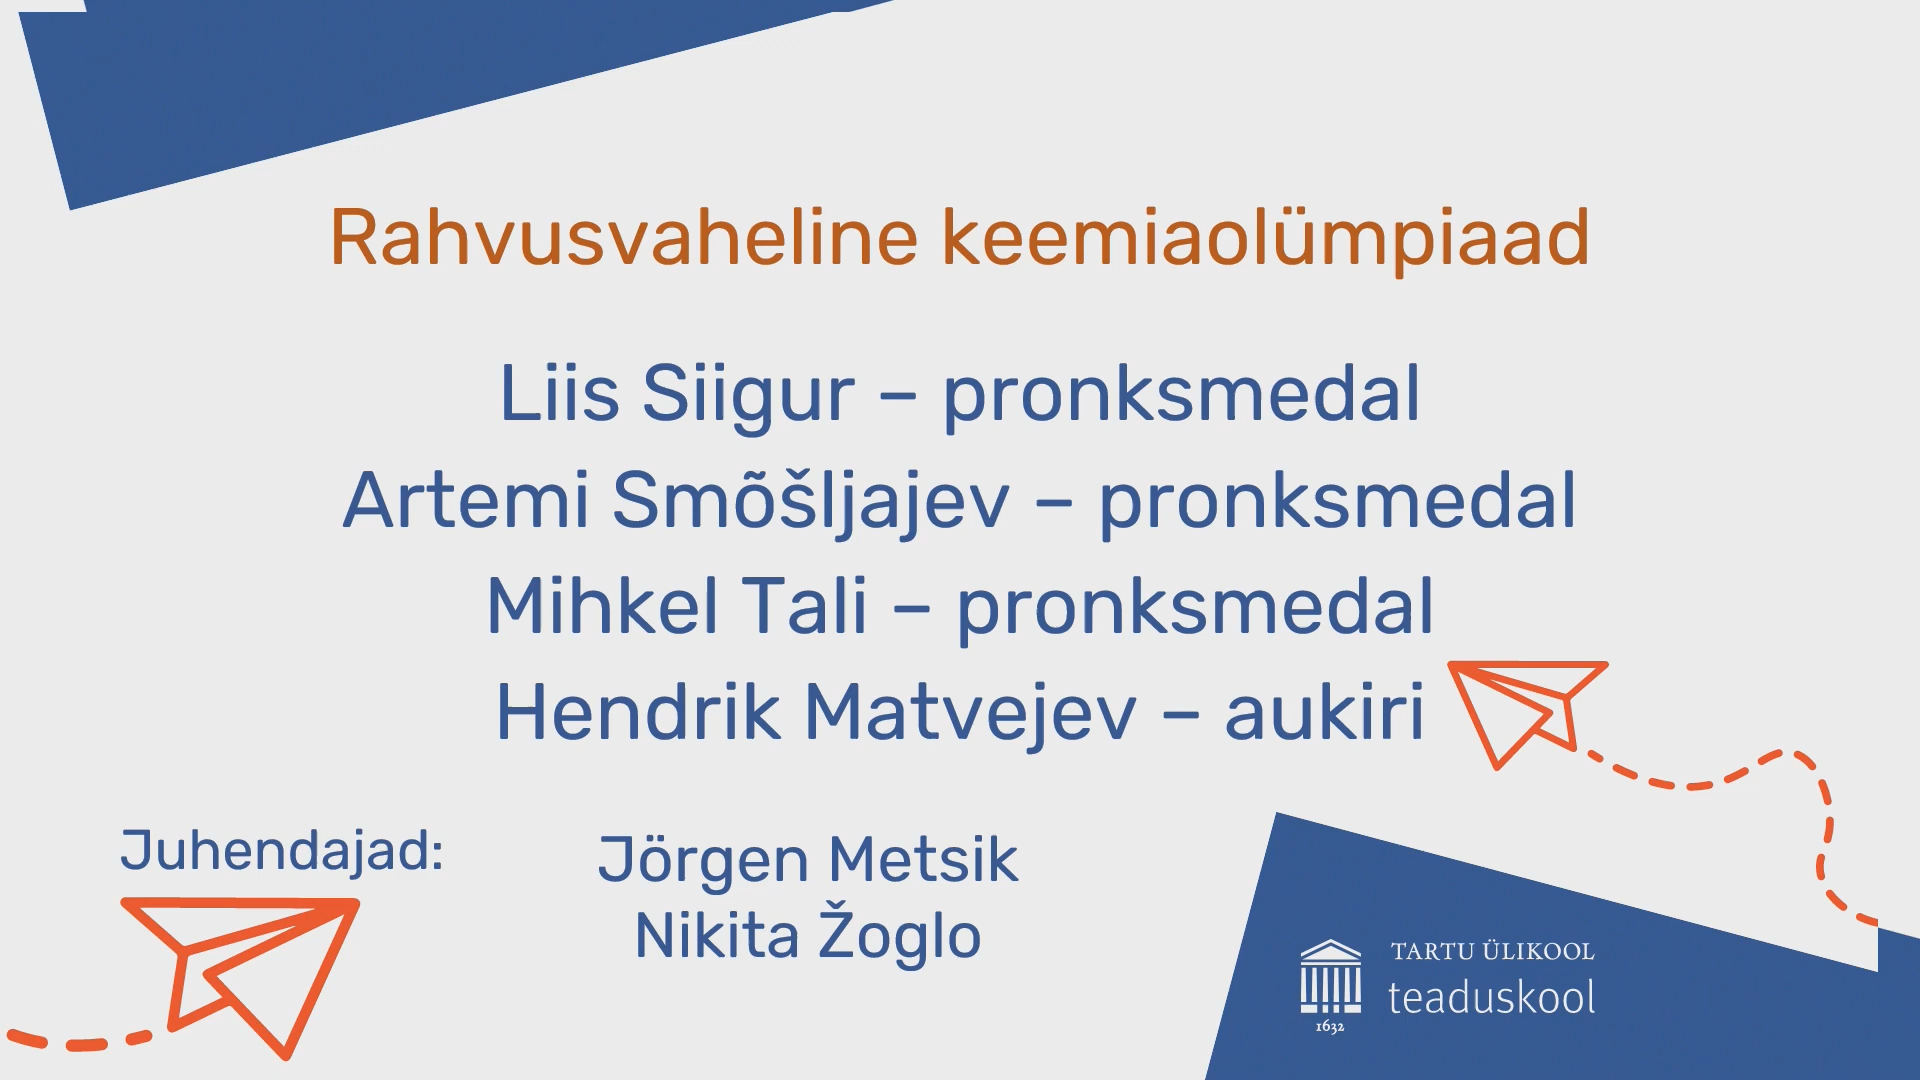 Rahvusvaheline keemiaolümpiaad
Liis Siigur – pronksmedal
Artemi Smõšljajev – pronksmedal
Mihkel Tali – pronksmedal
Hendrik Matvejev – aukiri
Juhendajad:
Jörgen Metsik
Nikita Žoglo
TARTU ÜLIKOOL
teaduskool
1632